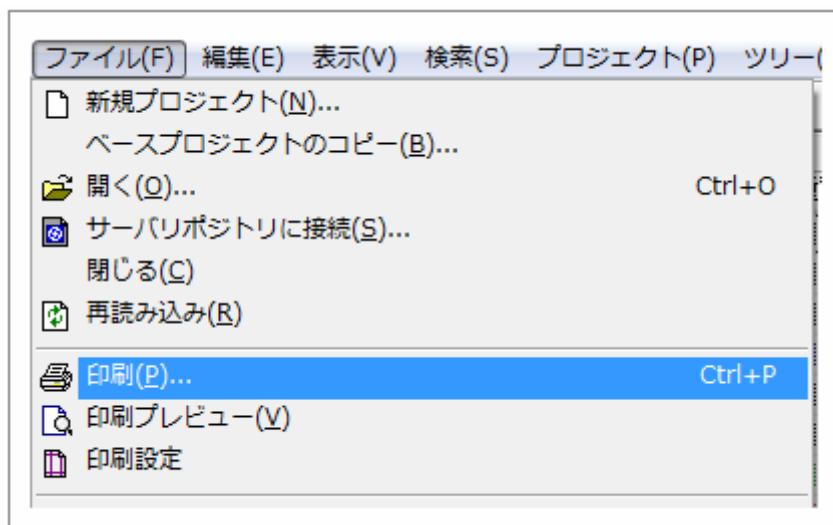 ファイル(F) 編集(E) 表示(V) 検索(S) プロジェクト(P) ツリー(
新規プロジェクト(N)...
ベースプロジェクトのコピー(B)...
開く(O)... Ctrl+O
サーバリポジトリに接続(S)...
閉じる(C)
再読み込み(R)
印刷(P)... Ctrl+P
印刷プレビュー(V)
印刷設定